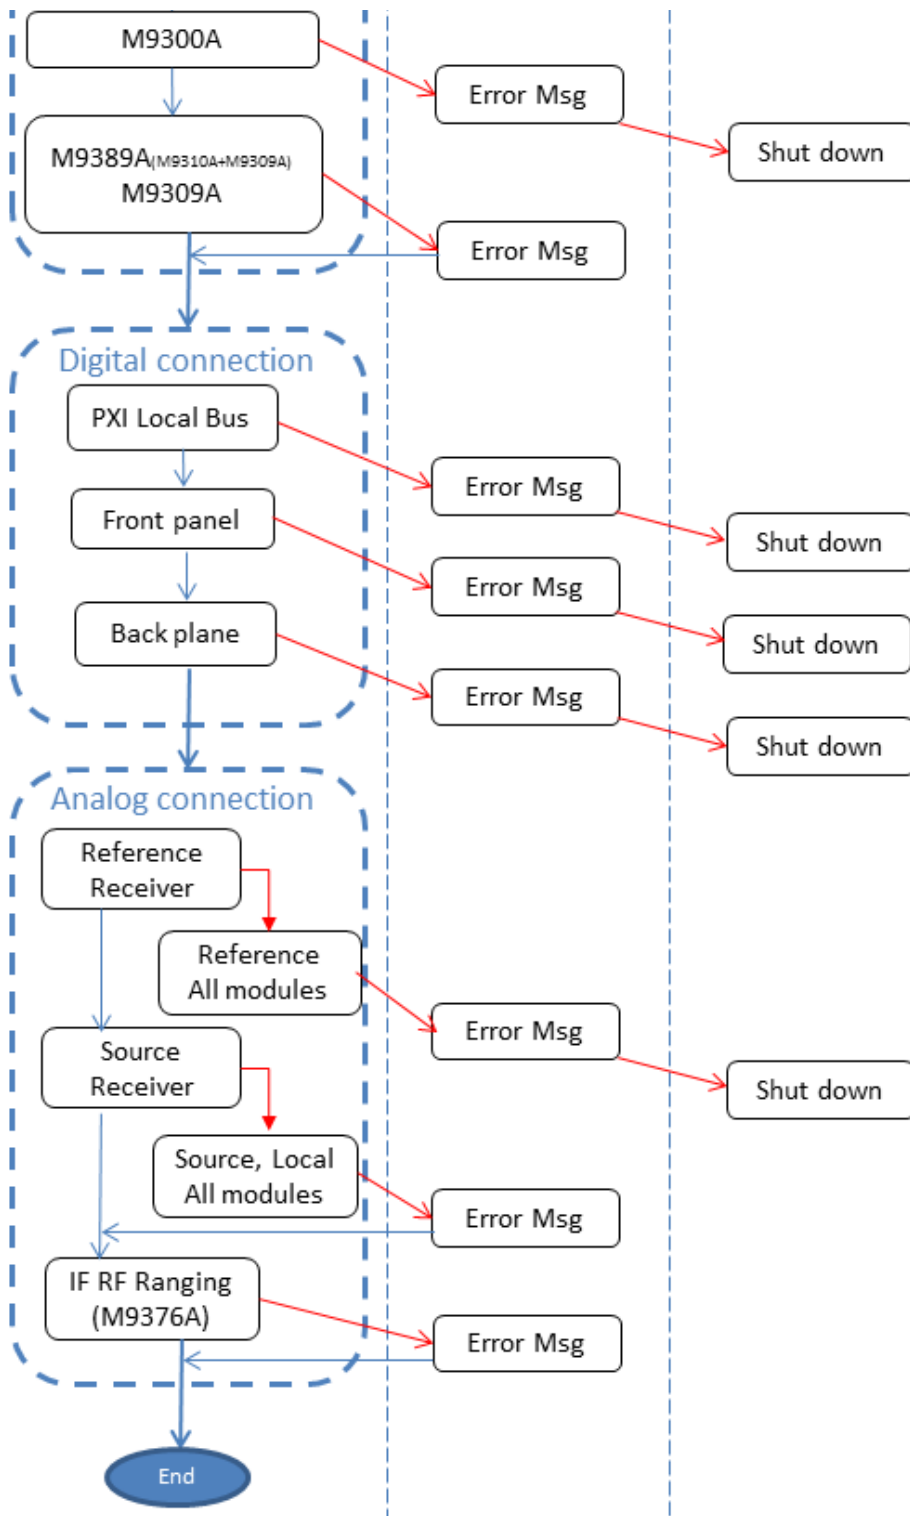 M9300A
Error Msg
Shut down
M9389A(M9310A+M9309A)
M9309A
Error Msg
Digital connection
PXI Local Bus
Error Msg
Shut down
Front panel
Error Msg
Shut down
Back plane
Error Msg
Shut down
Analog connection
Reference
Receiver
Reference
All modules
Error Msg
Shut down
Source
Receiver
Source, Local
All modules
Error Msg
IF RF Ranging
(M9376A)
Error Msg
End